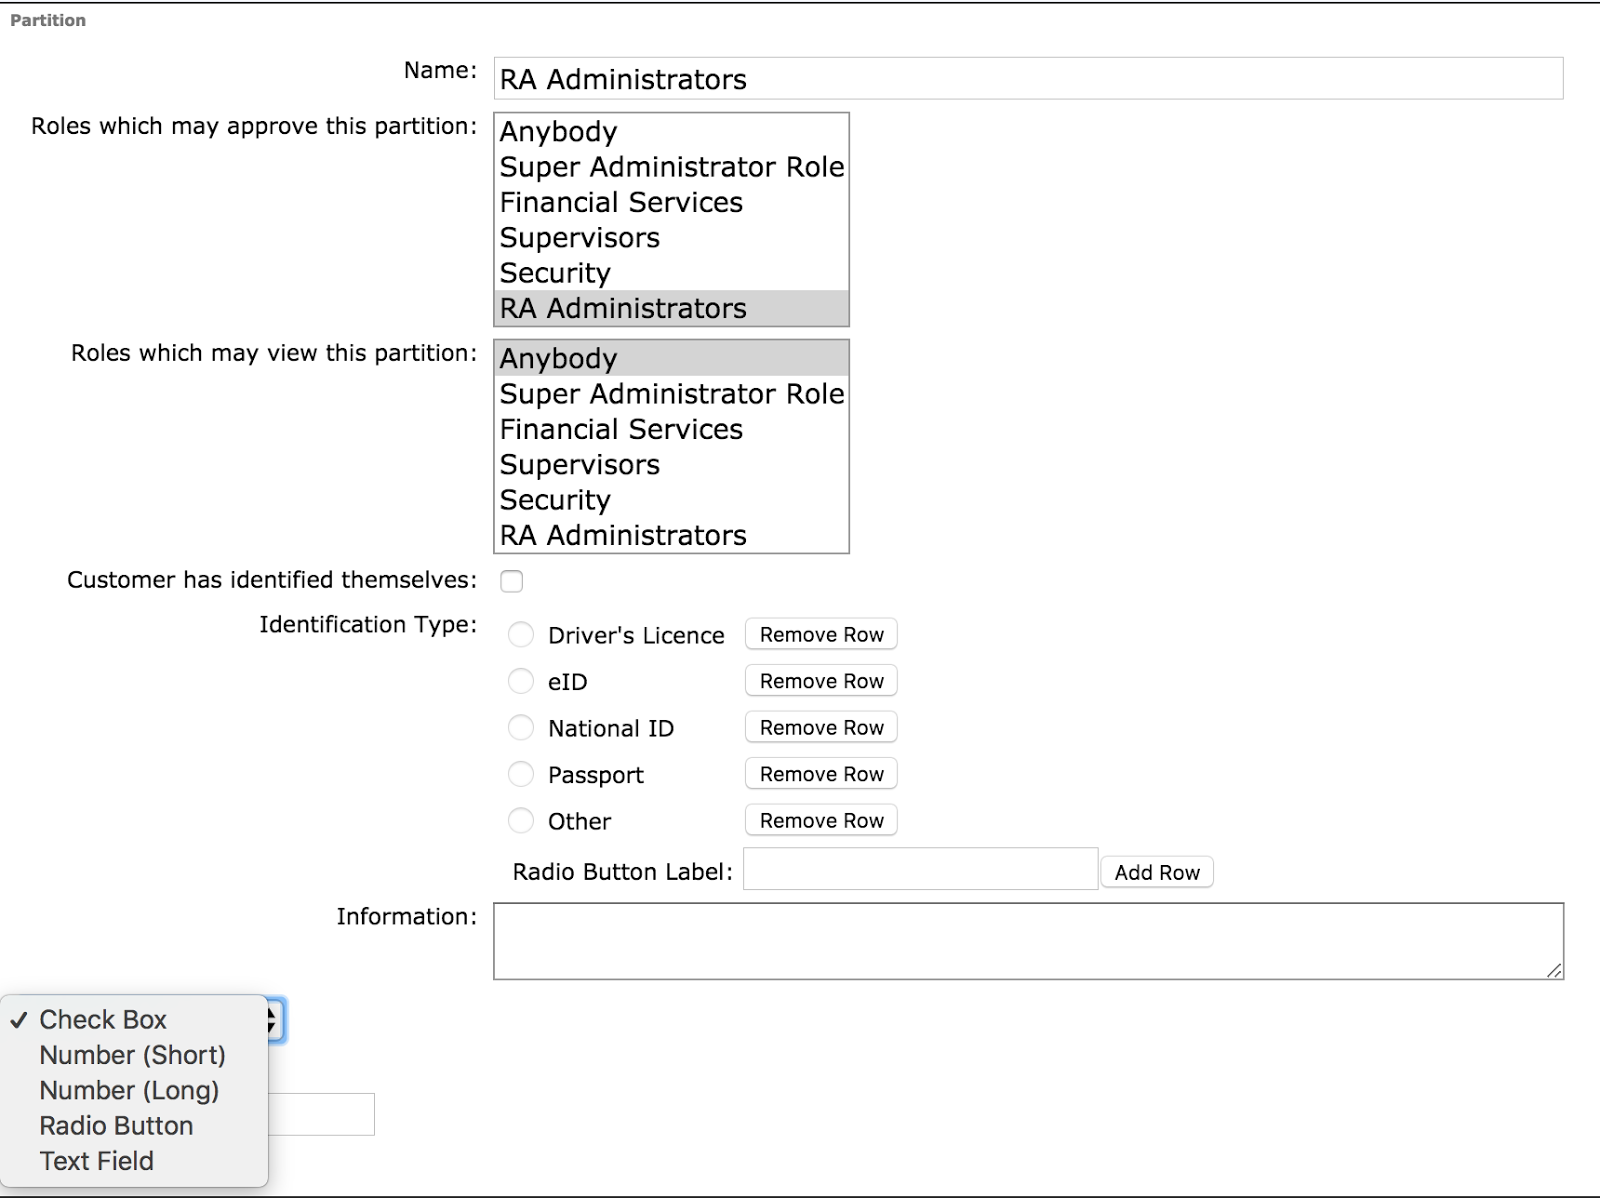 Partition
Name: RA Administrators
Roles which may approve this partition: Anybody
Super Administrator Role
Financial Services
Supervisors
Security
RA Administrators
Roles which may view this partition: Anybody
Super Administrator Role
Financial Services
Supervisors
Security
RA Administrators
Customer has identified themselves:
Identification Type: Driver's Licence Remove Row
eID Remove Row
National ID Remove Row
Passport Remove Row
Other Remove Row
Radio Button Label: Add Row
Information:
✓ Check Box
Number (Short)
Number (Long)
Radio Button
Text Field